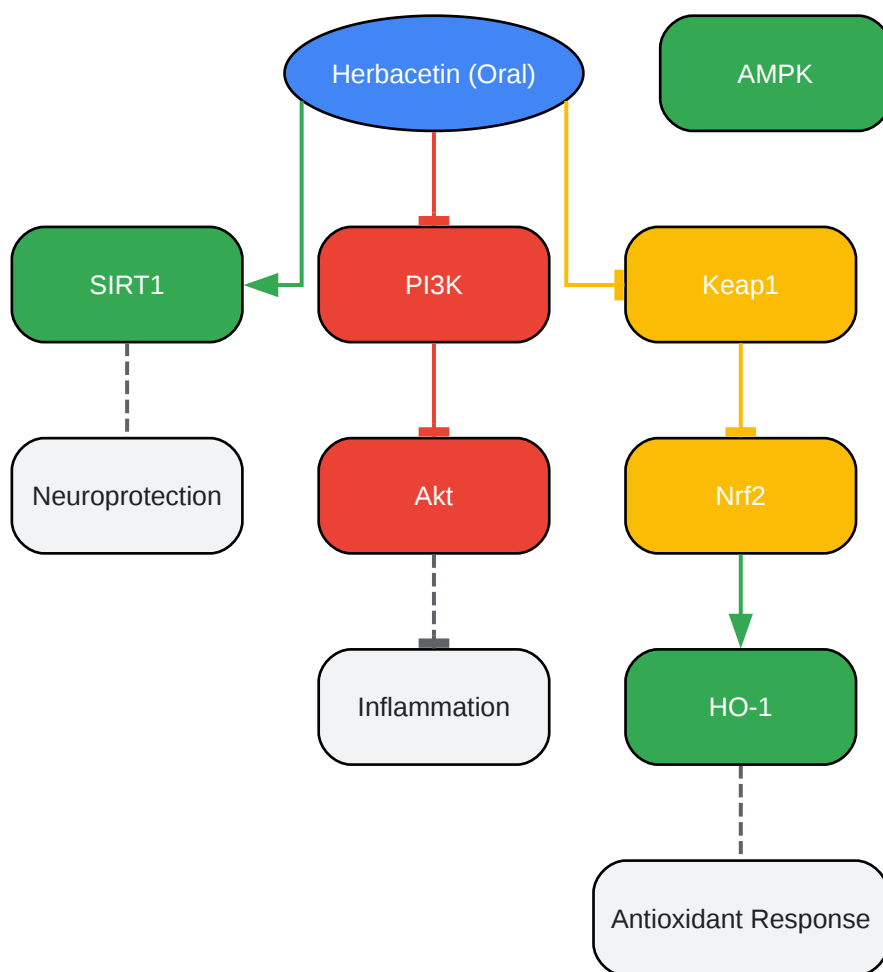 Herbacetin (Oral)
AMPK
SIRT1
PI3K
Keap1
Neuroprotection
Akt
Nrf2
Inflammation
HO-1
Antioxidant Response